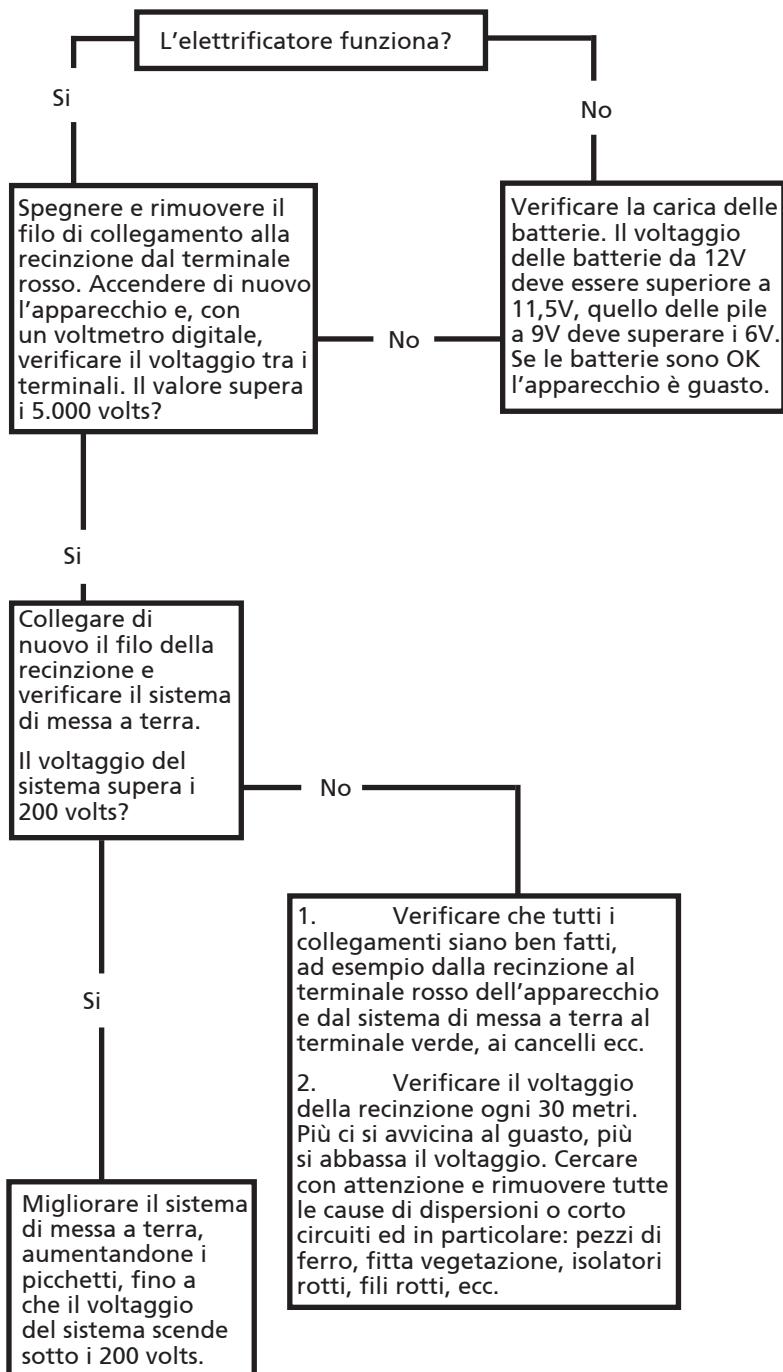 L'elettrificatore funziona?
Si
No
Spegnere e rimuovere il
filo di collegamento alla
recinzione dal terminale
rosso. Accendere di nuovo
l'apparecchio e, con
un voltmetro digitale,
verificare il voltaggio tra i
terminali. Il valore supera
i 5.000 volts?
No
Verificare la carica delle
batterie. Il voltaggio
delle batterie da 12V
deve essere superiore a
11,5V, quello delle pile
a 9V deve superare i 6V.
Se le batterie sono OK
l'apparecchio è guasto.
Si
Collegare di
nuovo il filo della
recinzione e
verificare il sistema
di messa a terra.
Il voltaggio del
sistema supera i
200 volts?
No
Si
1. Verificare che tutti i
collegamenti siano ben fatti,
ad esempio dalla recinzione al
terminale rosso dell'apparecchio
e dal sistema di messa a terra al
terminale verde, ai cancelli ecc.
2. Verificare il voltaggio
della recinzione ogni 30 metri.
Più ci si avvicina al guasto, più
si abbassa il voltaggio. Cercare
con attenzione e rimuovere tutte
le cause di dispersioni o corto
circuiti ed in particolare: pezzi di
ferro, fitta vegetazione, isolatori
rotti, fili rotti, ecc.
Migliorare il sistema
di messa a terra,
aumentandone i
picchetti, fino a
che il voltaggio
del sistema scende
sotto i 200 volts.